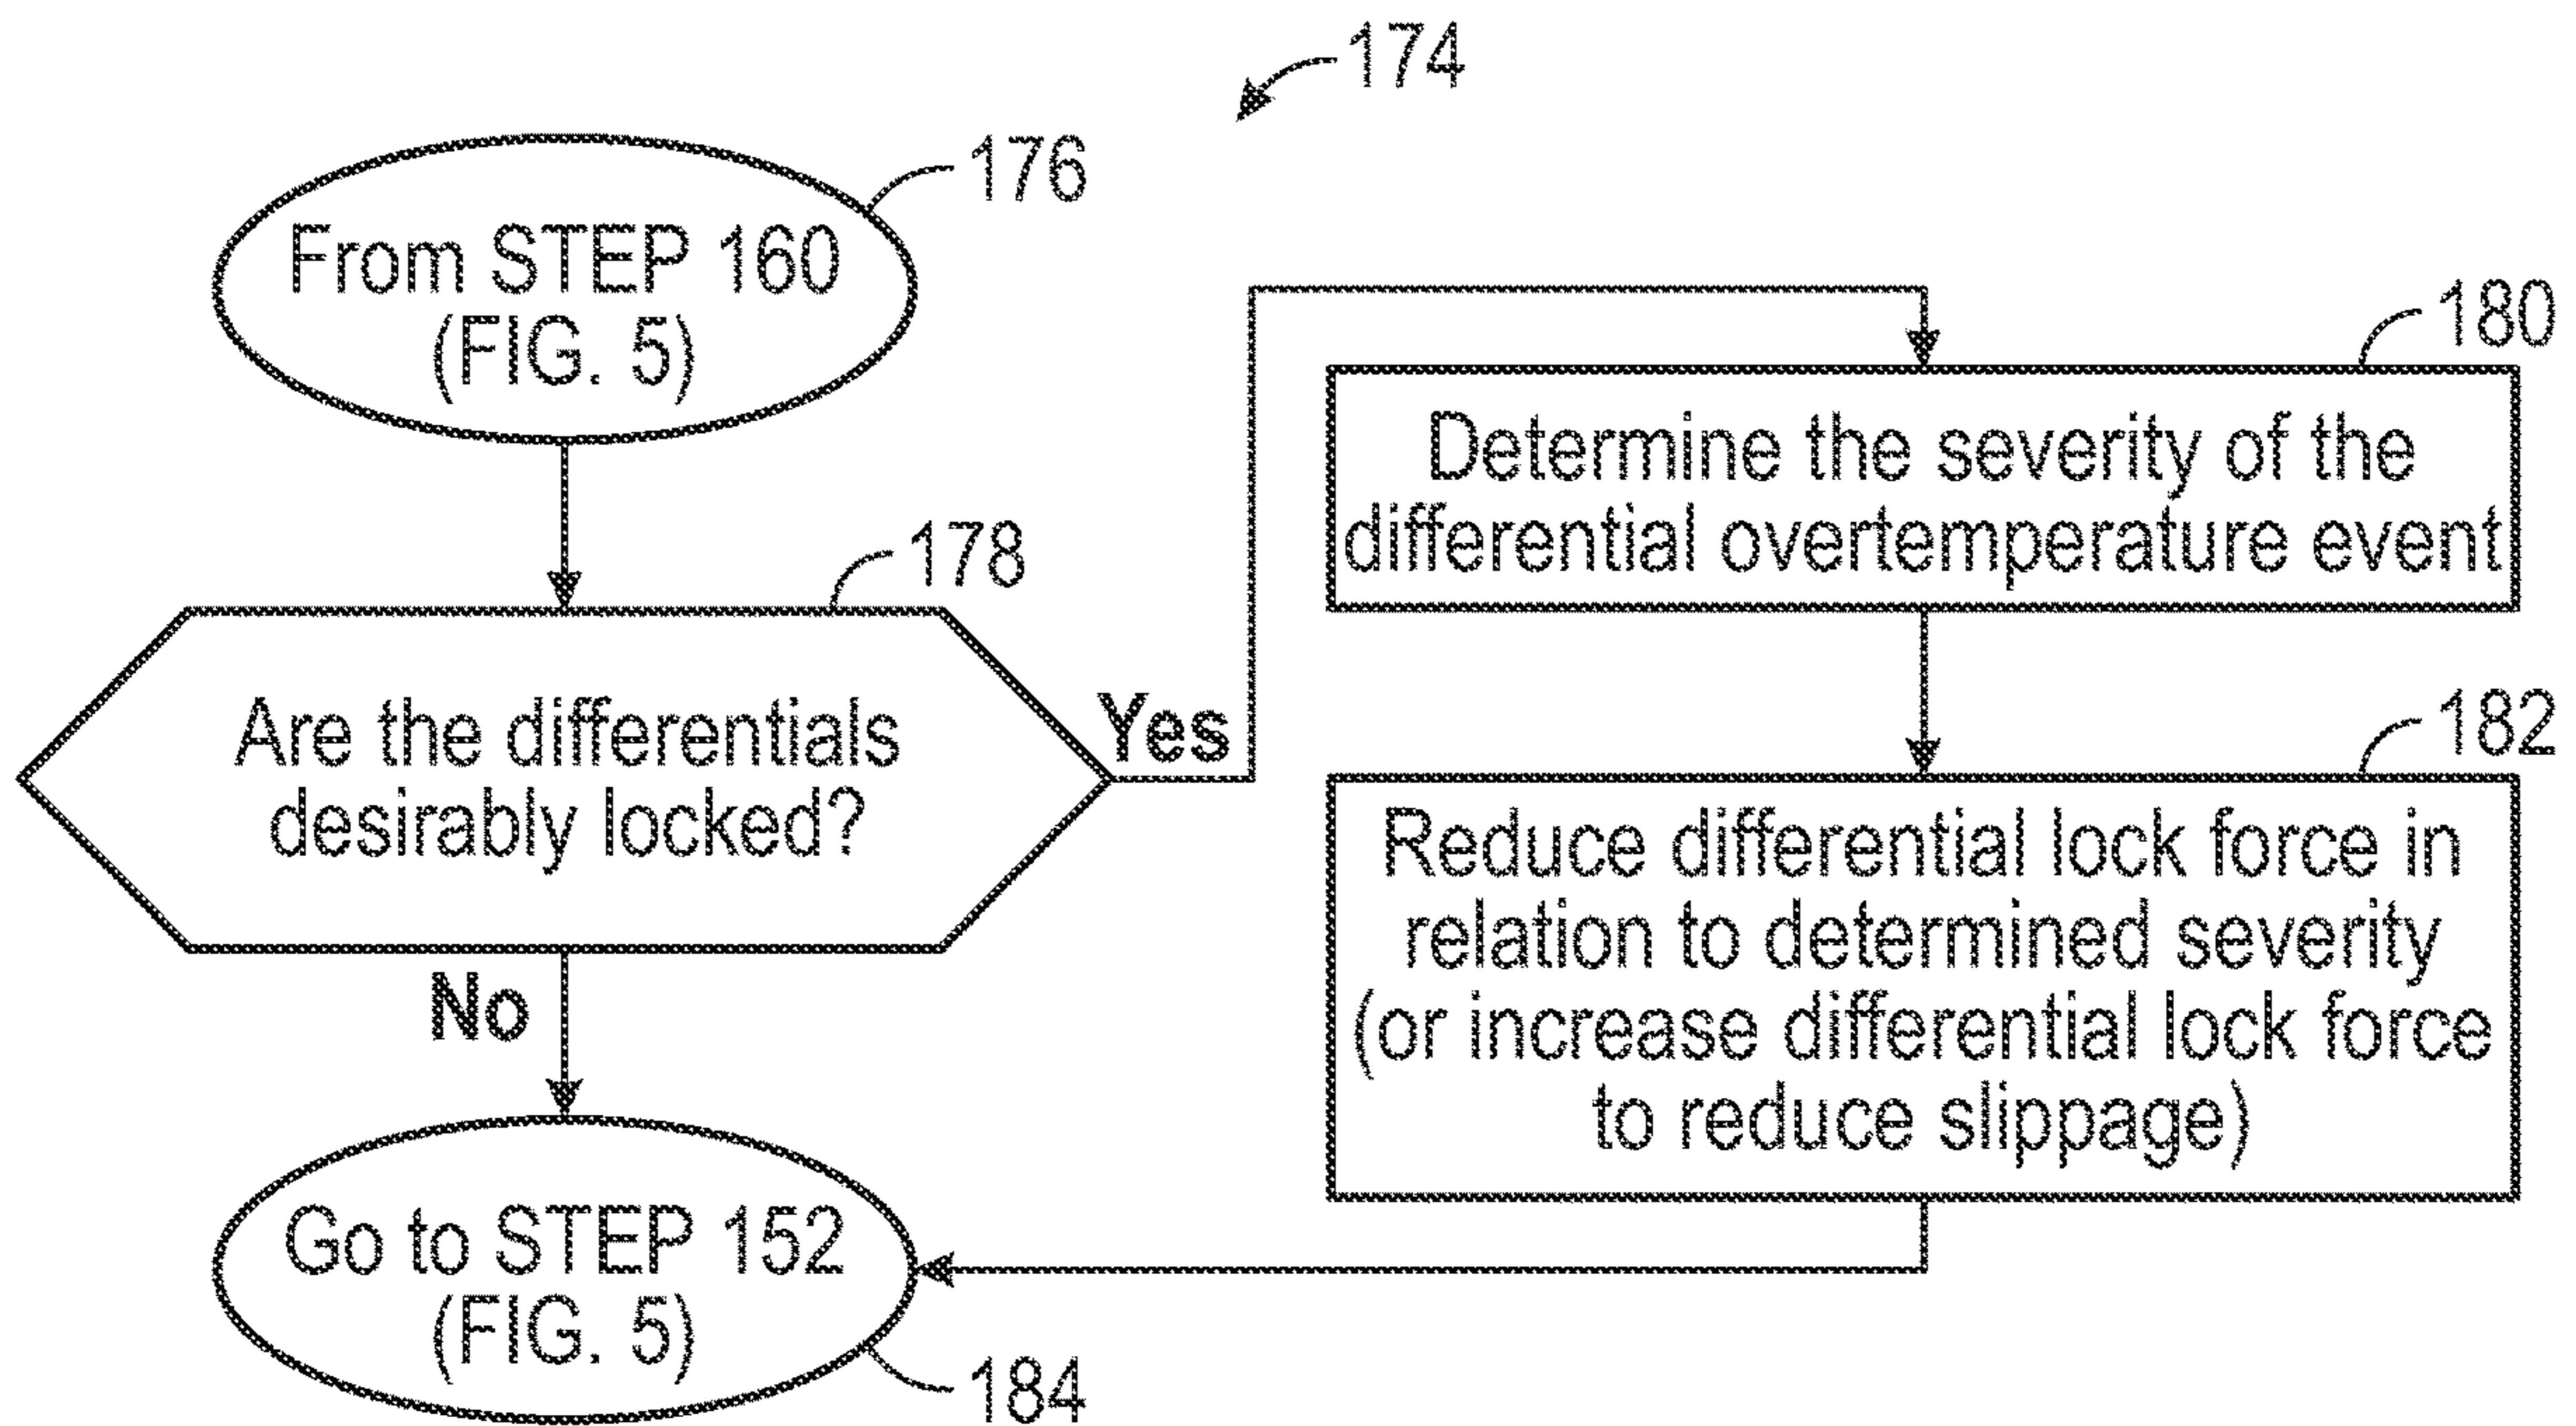 174
176
From STEP 160
(FIG. 5)
178
Are the differentials
desirably locked?
Yes
No
180
Determine the severity of the
differential overtemperature event
182
Reduce differential lock force in
relation to determined severity
(or increase differential lock force
to reduce slippage)
Go to STEP 152
(FIG. 5)
184